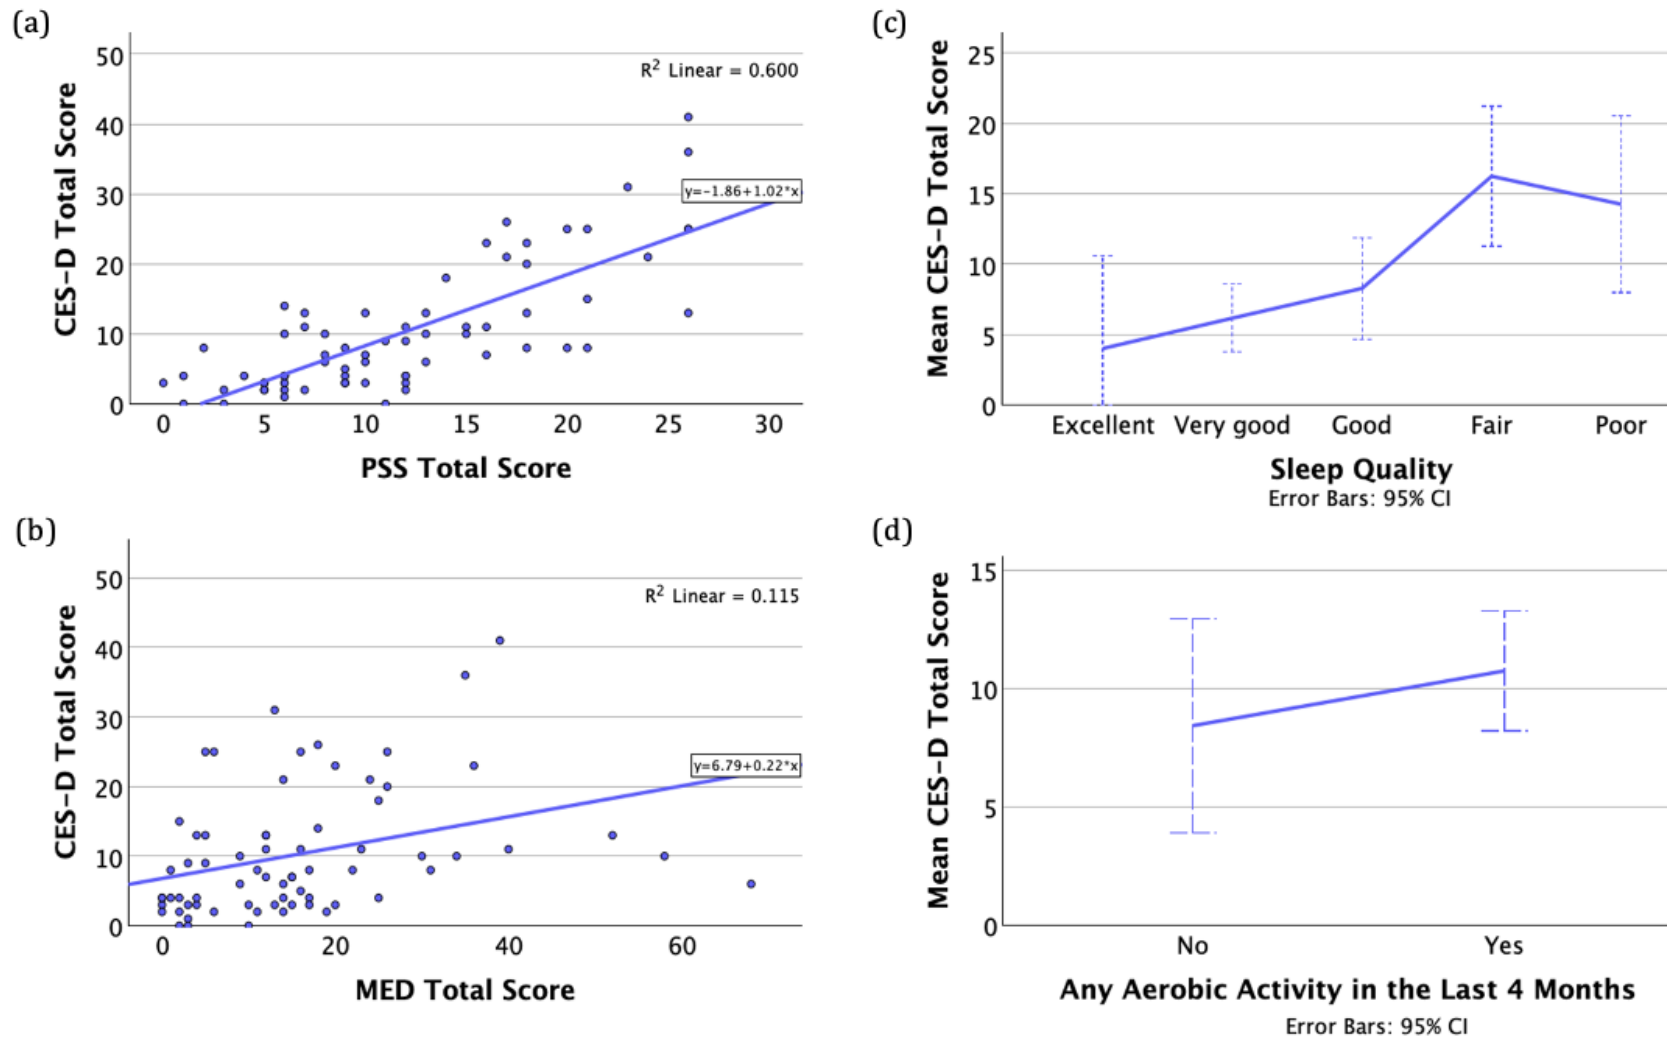 (a)
CES-D Total Score
50
40
30
20
10
0
R² Linear = 0.600
y=-1.86+1.02*x
0 5 10 15 20 25 30
PSS Total Score
(c)
Mean CES-D Total Score
25
20
15
10
5
0
Excellent Very good Good Fair Poor
Sleep Quality
Error Bars: 95% CI
(b)
CES-D Total Score
50
40
30
20
10
0
R² Linear = 0.115
y=6.79+0.22*x
0 20 40 60
MED Total Score
(d)
Mean CES-D Total Score
15
10
5
0
No Yes
Any Aerobic Activity in the Last 4 Months
Error Bars: 95% CI